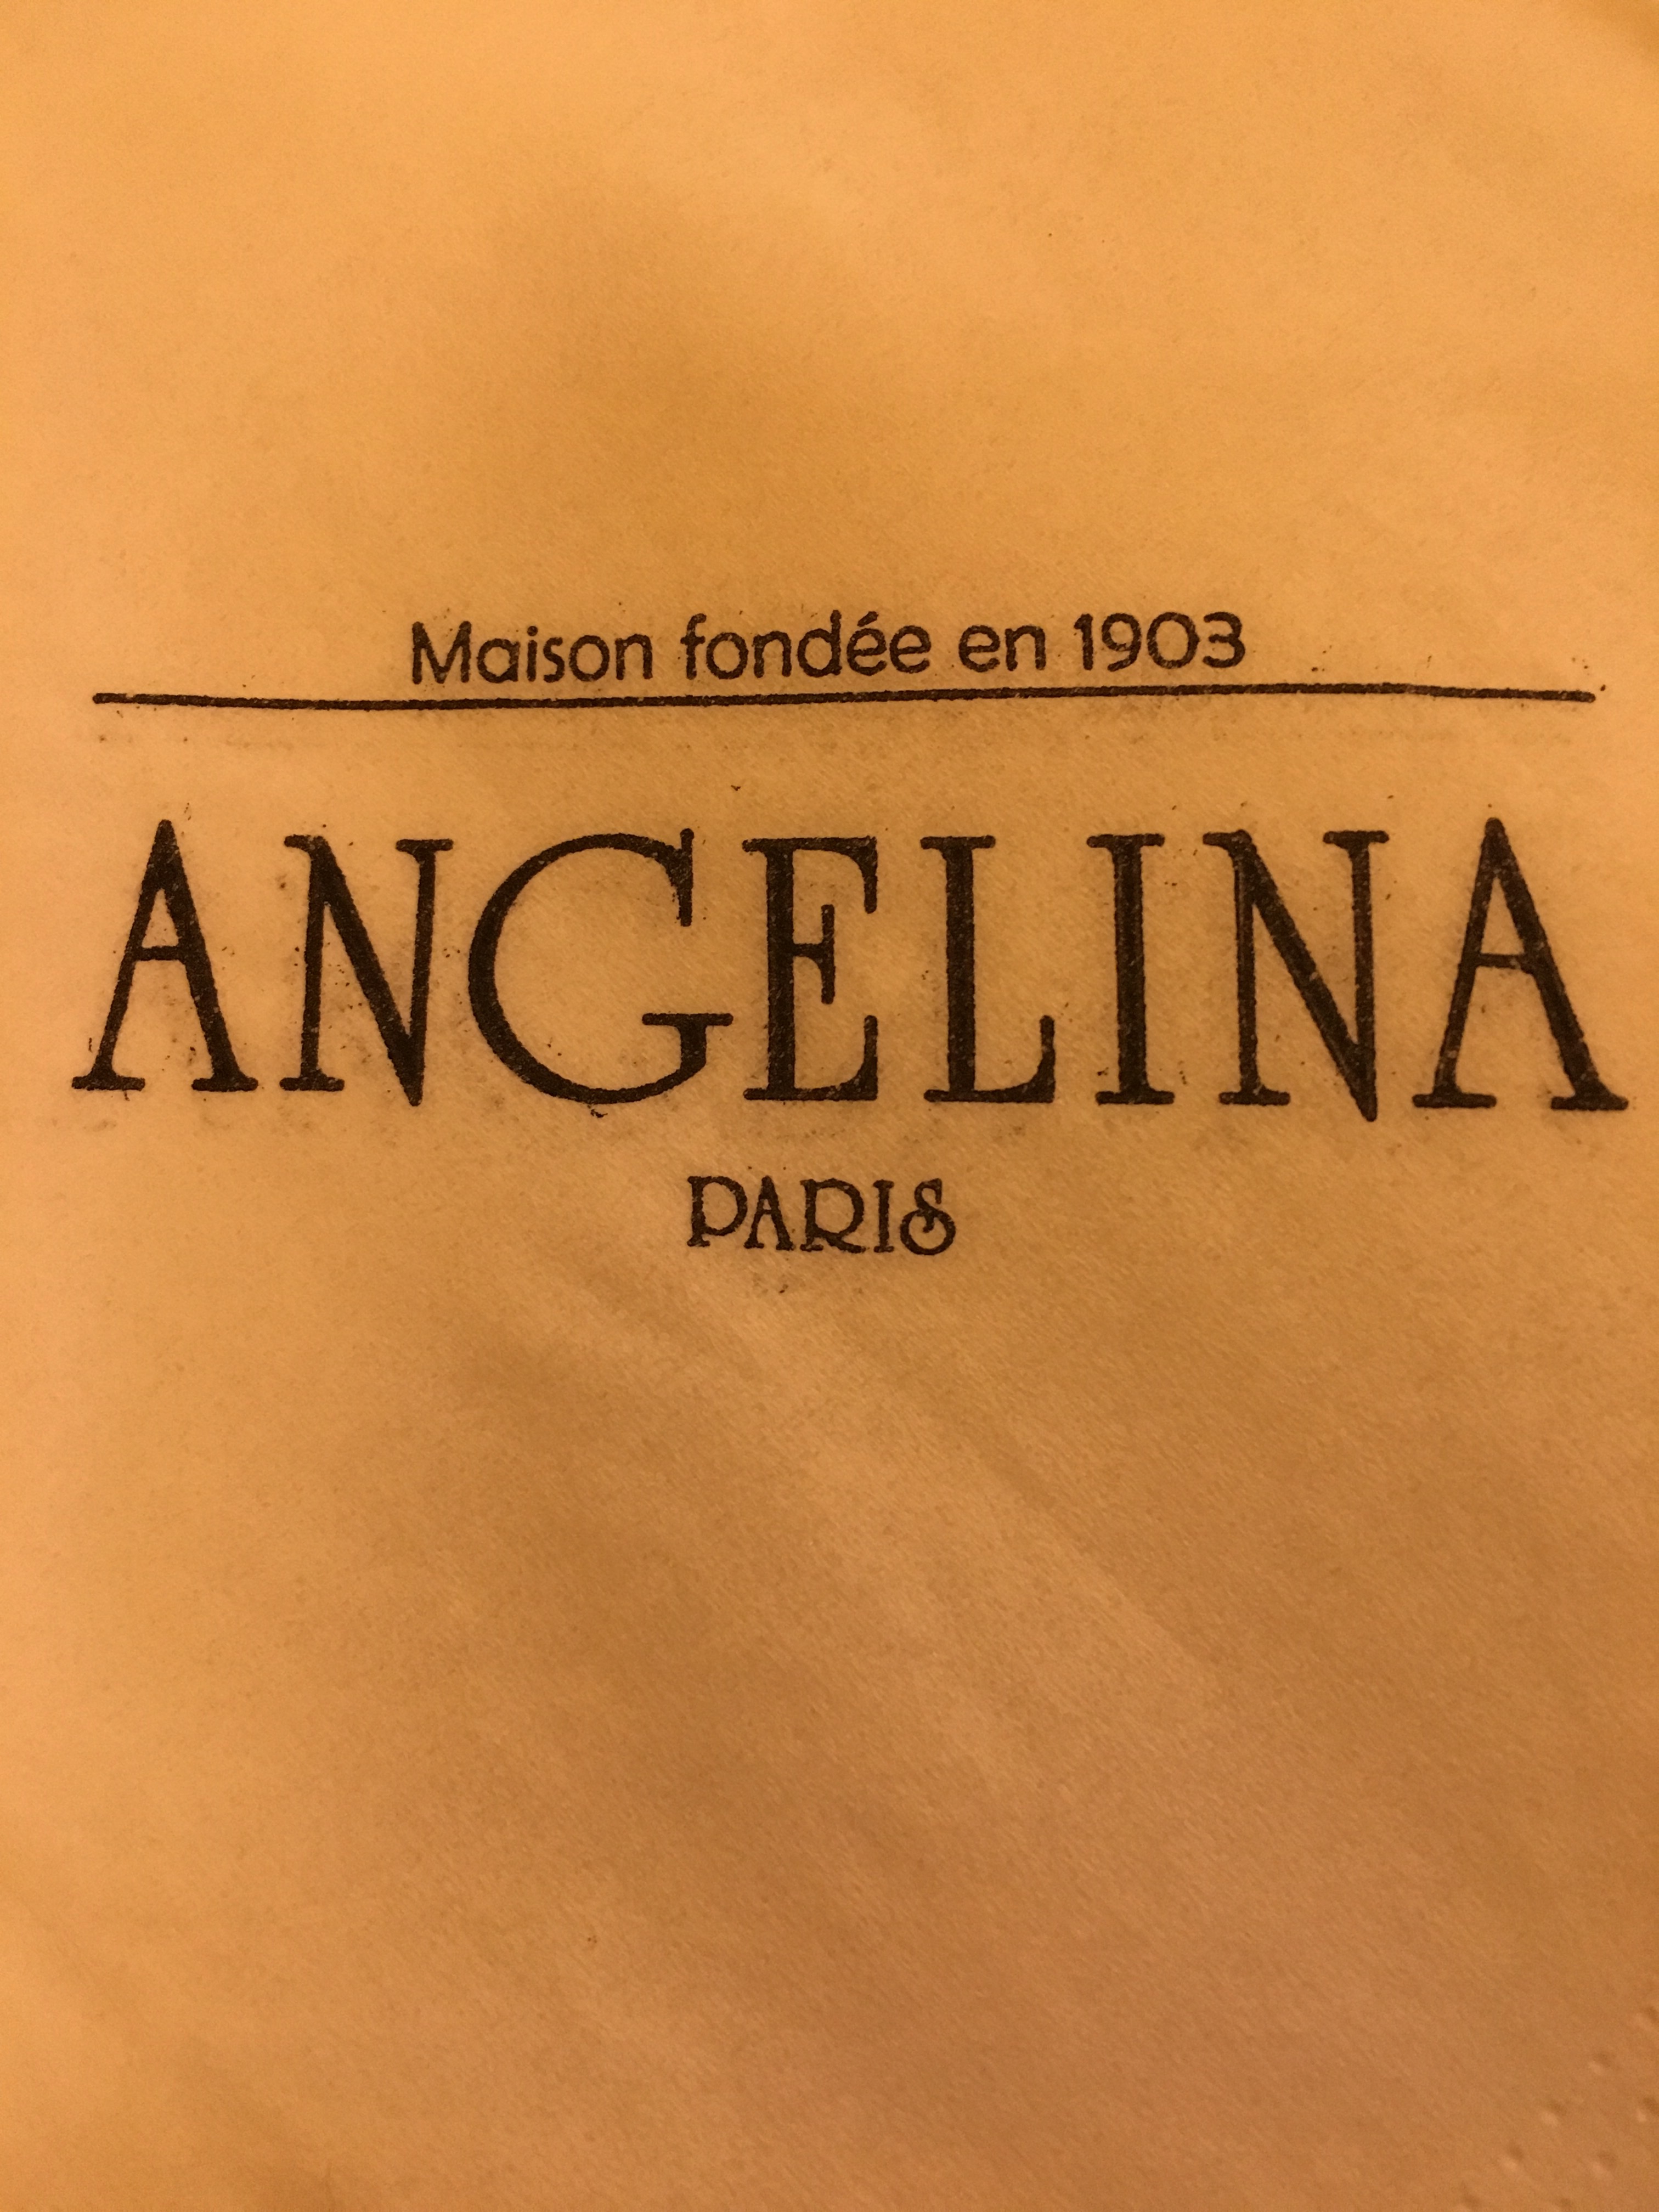 Maison fondée en 1903
ANGELINA
PARIS